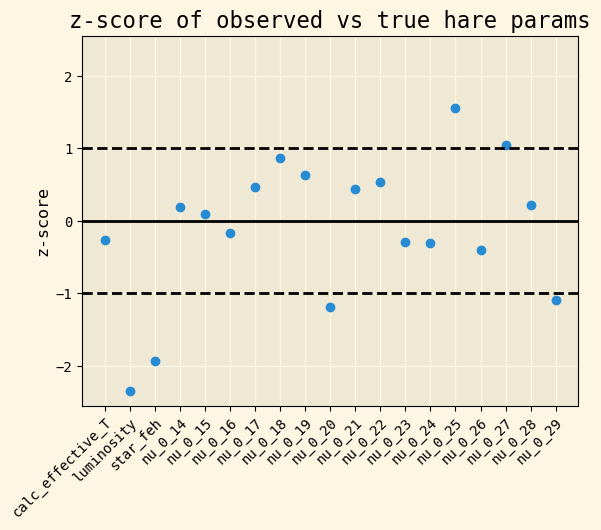 z-score of observed vs true hare params
z-score
2
1
0
−1
−2
calc_effective_T
luminosity
star_feh
nu_0_14
nu_0_15
nu_0_16
nu_0_17
nu_0_18
nu_0_19
nu_0_20
nu_0_21
nu_0_22
nu_0_23
nu_0_24
nu_0_25
nu_0_26
nu_0_27
nu_0_28
nu_0_29